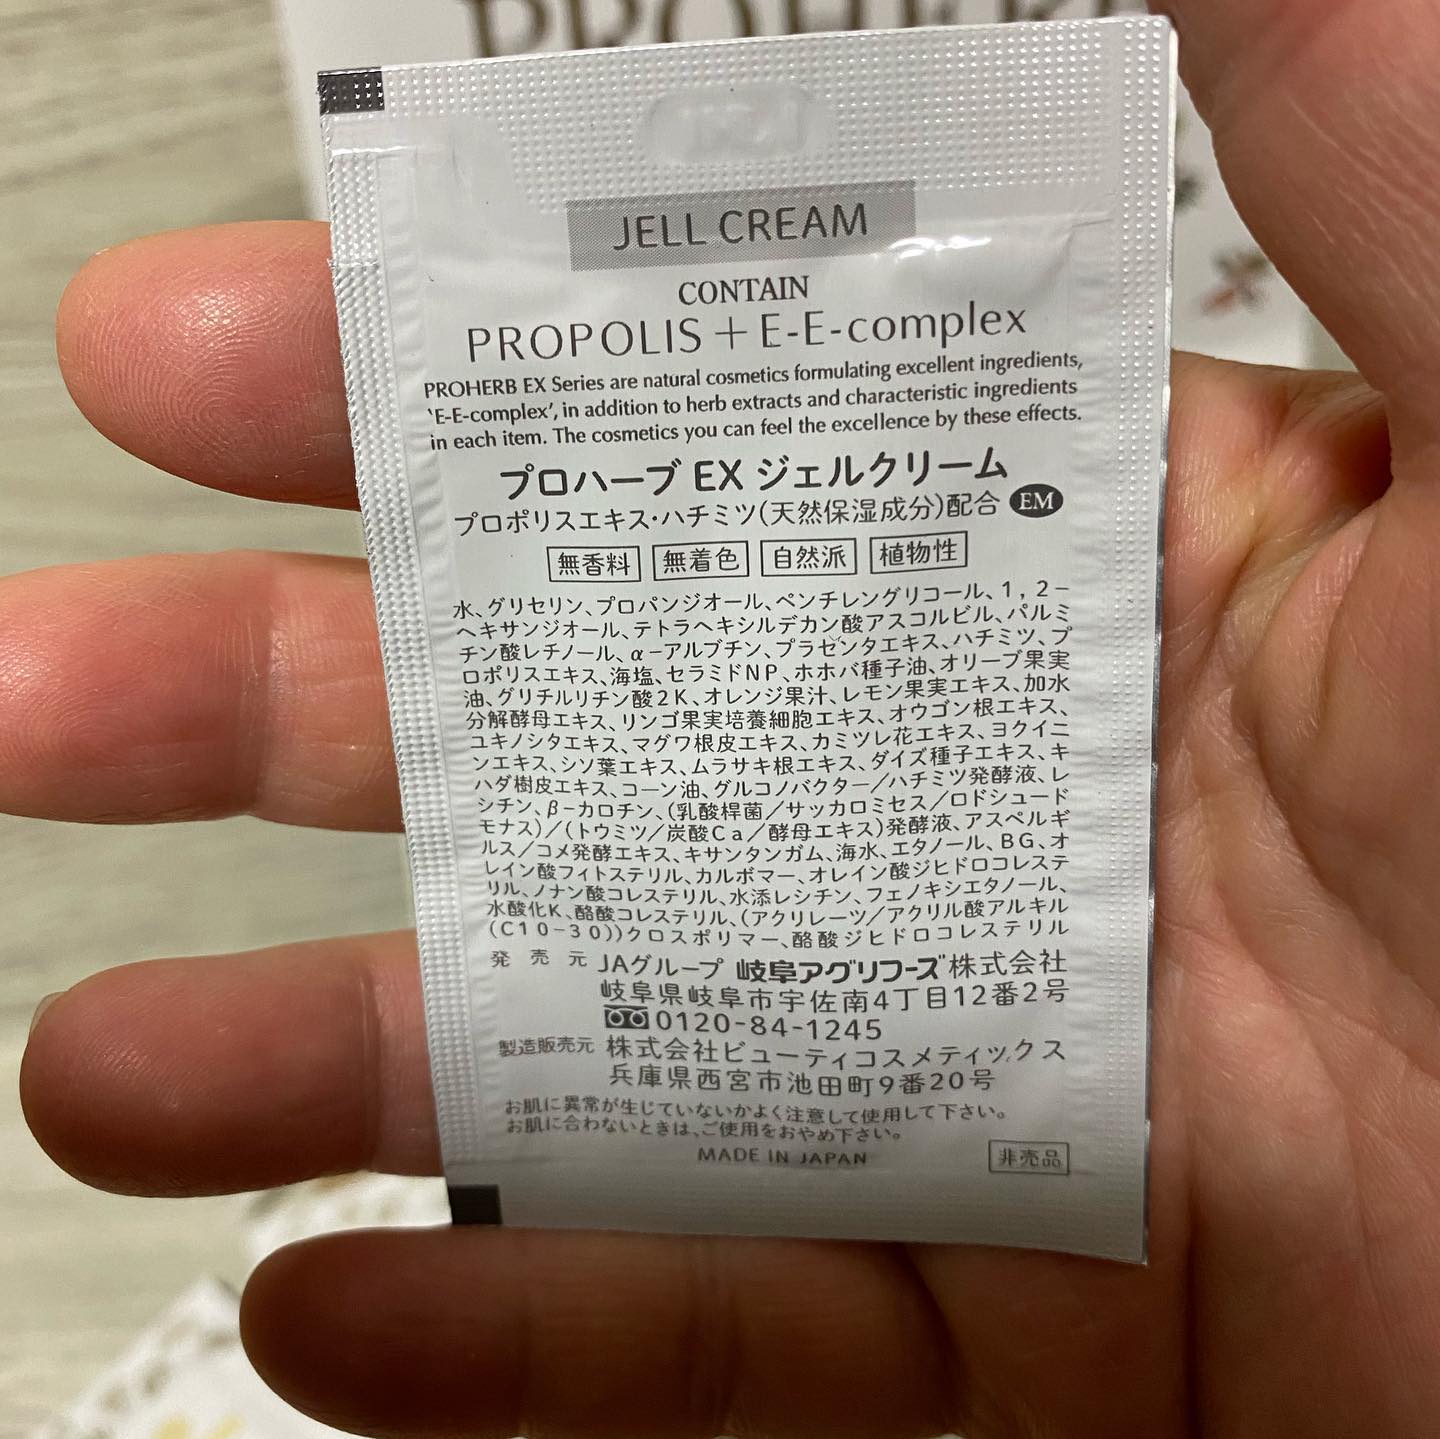 PROHERB
JELL CREAM
CONTAIN
PROPOLIS + E-E-complex
PROHERB EX Series are natural cosmetics formulating excellent ingredients,
'E-E-complex', in addition to herb extracts and characteristic ingredients
in each item. The cosmetics you can feel the excellence by these effects.
プロハーブ EX ジェルクリーム
プロポリスエキス・ハチミツ(天然保湿成分)配合 EM
無香料 無着色 自然派 植物性
水、グリセリン、プロパンジオール、ペンチレングリコール、1,2-
ヘキサンジオール、テトラヘキシルデカン酸アスコルビル、パルミ
チン酸レチノール、α-アルブチン、プラセンタエキス、ハチミツ、プ
ロポリスエキス、海塩、セラミドNP、ホホバ種子油、オリーブ果実
油、グリチルリチン酸2K、オレンジ果汁、レモン果実エキス、加水
分解酵母エキス、リンゴ果実培養細胞エキス、オウゴン根エキス、
ユキノシタエキス、マグワ根皮エキス、カミツレ花エキス、ヨクイニ
ンエキス、シソ葉エキス、ムラサキ根エキス、ダイズ種子エキス、キ
ハダ樹皮エキス、コーン油、グルコノバクター/ハチミツ発酵液、レ
シチン、β-カロチン、(乳酸桿菌/サッカロミセス/ロドシュード
モナス)/(トウミツ/炭酸Ca/酵母エキス)発酵液、アスペルギ
ルス/コメ発酵エキス、キサンタンガム、海水、エタノール、BG、オ
レイン酸フィトステリル、カルボマー、オレイン酸ジヒドロコレステ
リル、ノナン酸コレステリル、水添レシチン、フェノキシエタノール、
水酸化K、酪酸コレステリル、(アクリレーツ/アクリル酸アルキル
(C10-30))クロスポリマー、酪酸ジヒドロコレステリル
発売元 JAグループ 岐阜アグリフーズ株式会社
岐阜県岐阜市宇佐南4丁目12番2号
0120-84-1245
製造販売元 株式会社ビューティコスメティックス
兵庫県西宮市池田町9番20号
お肌に異常が生じていないかよく注意して使用して下さい。
お肌に合わないときは、ご使用をおやめ下さい。
MADE IN JAPAN 非売品